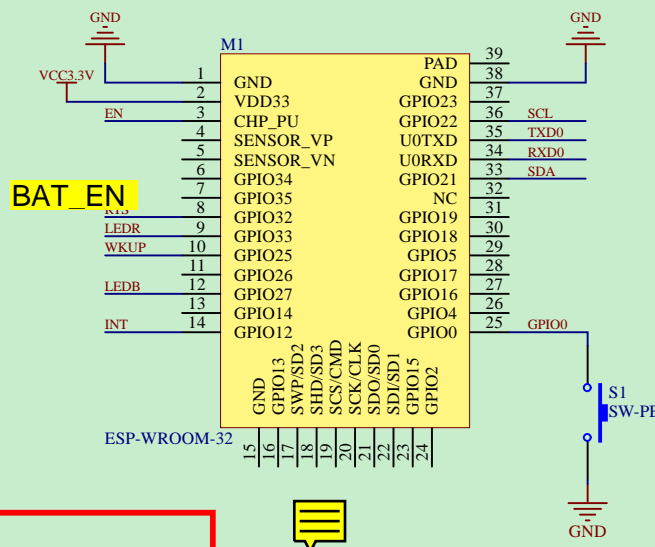 GND
GND
M1
VCC3.3V
1 GND
2 VDD33
EN 3 CHP_PU
4 SENSOR_VP
5 SENSOR_VN
6 GPIO34
7 GPIO35
BAT_EN
8 GPIO32
LEDR 9 GPIO33
WKUP 10 GPIO25
11 GPIO26
LEDB 12 GPIO27
13 GPIO14
INT 14 GPIO12
PAD 39
GND 38
GPIO23 37
GPIO22 36 SCL
U0TXD 35 TXD0
U0RXD 34 RXD0
GPIO21 33 SDA
NC 32
GPIO19 31
GPIO18 30
GPIO5 29
GPIO17 28
GPIO16 27
GPIO4 26
GPIO0 25 GPIO0
GND 15
GPIO13 16
SWP/SD2 17
SHD/SD3 18
SCS/CMD 19
SCK/CLK 20
SDO/SD0 21
SDI/SD1 22
GPIO15 23
GPIO2 24
ESP-WROOM-32
S1
SW-PB
GND